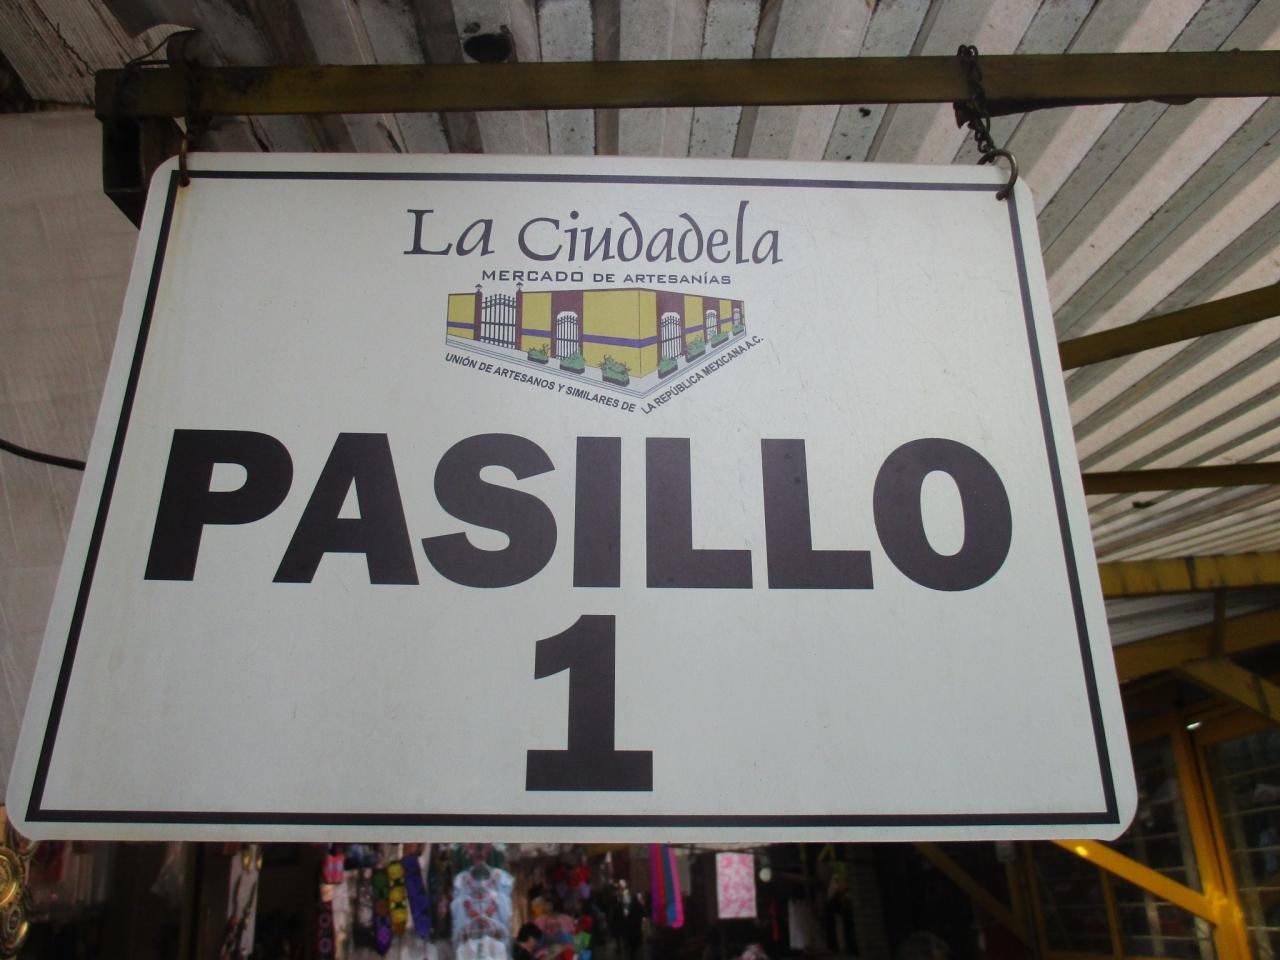 La Ciudadela
MERCADO DE ARTESANÍAS
UNIÓN DE ARTESANOS Y SIMILARES DE LA REPÚBLICA MEXICANA A.C.
PASILLO
1